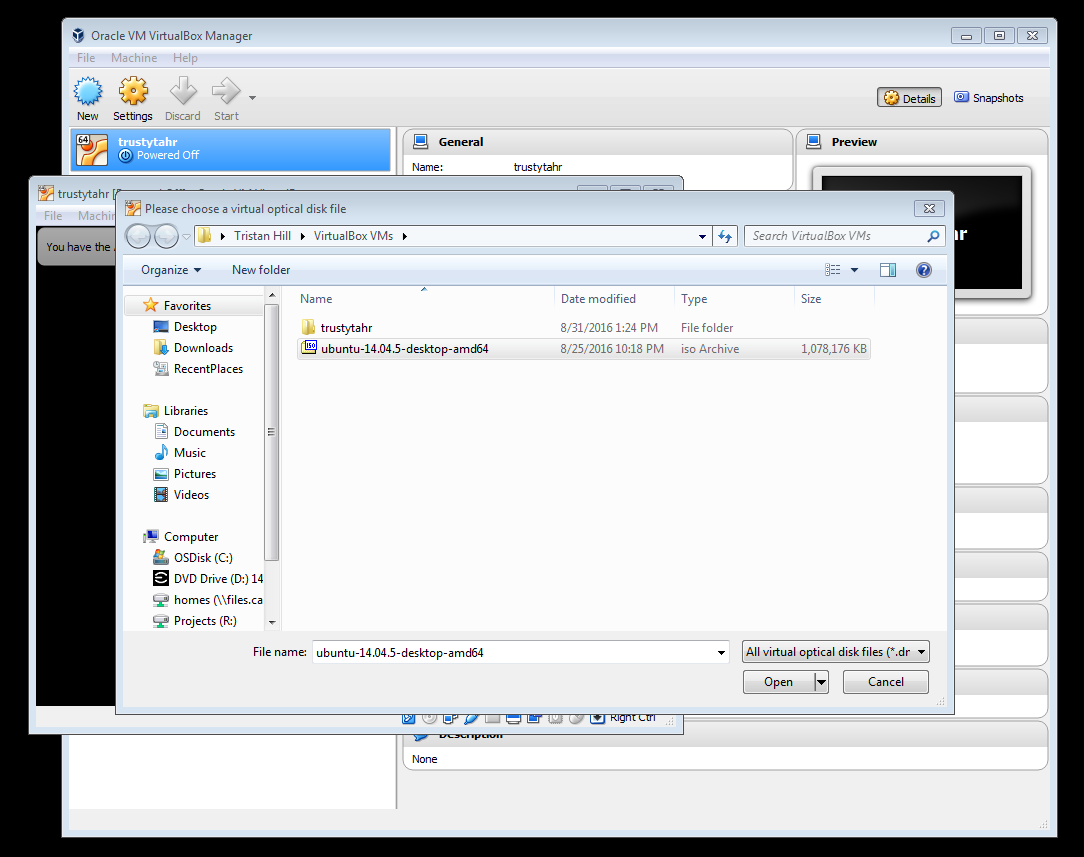 Oracle VM VirtualBox Manager
File Machine Help
New Settings Discard Start
Details Snapshots
64
trustytahr
Powered Off
General
Name: trustytahr
Preview
trustytahr [
File Machin
You have the
Please choose a virtual optical disk file
Tristan Hill VirtualBox VMs
Search VirtualBox VMs
Organize New folder
Name Date modified Type Size
trustytahr 8/31/2016 1:24 PM File folder
ISO ubuntu-14.04.5-desktop-amd64 8/25/2016 10:18 PM iso Archive 1,078,176 KB
Favorites
Desktop
Downloads
RecentPlaces
Libraries
Documents
Music
Pictures
Videos
Computer
OSDisk (C:)
DVD Drive (D:) 14
homes (\\files.ca
Projects (R:)
File name: ubuntu-14.04.5-desktop-amd64
All virtual optical disk files (*.dr
Open Cancel
Right Ctrl
Description
None